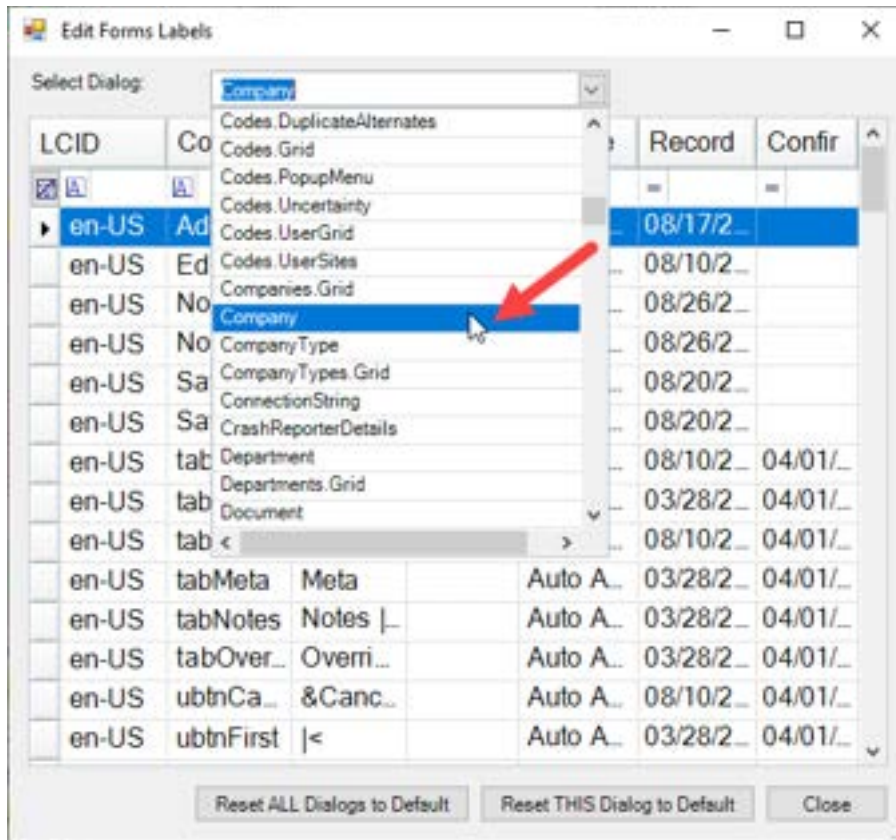 Edit Forms Labels
Select Dialog: Company
LCID Co Record Confir
Codes.DuplicateAlternates
Codes.Grid
Codes.PopupMenu
Codes.Uncertainty
Codes.UserGrid
Codes.UserSites
Companies.Grid
Company
CompanyType
CompanyTypes.Grid
ConnectionString
CrashReporterDetails
Department
Departments.Grid
Document
A A = =
en-US Ad ... 08/17/2...
en-US Ed ... 08/10/2...
en-US No ... 08/26/2...
en-US No ... 08/26/2...
en-US Sa ... 08/20/2...
en-US Sa ... 08/20/2...
en-US tab ... 08/10/2... 04/01/...
en-US tab ... 03/28/2... 04/01/...
en-US tab ... 08/10/2... 04/01/...
en-US tabMeta Meta Auto A... 03/28/2... 04/01/...
en-US tabNotes Notes |... Auto A... 03/28/2... 04/01/...
en-US tabOver... Overri... Auto A... 03/28/2... 04/01/...
en-US ubtnCa... &Canc... Auto A... 08/10/2... 04/01/...
en-US ubtnFirst |< Auto A... 03/28/2... 04/01/...
Reset ALL Dialogs to Default Reset THIS Dialog to Default Close